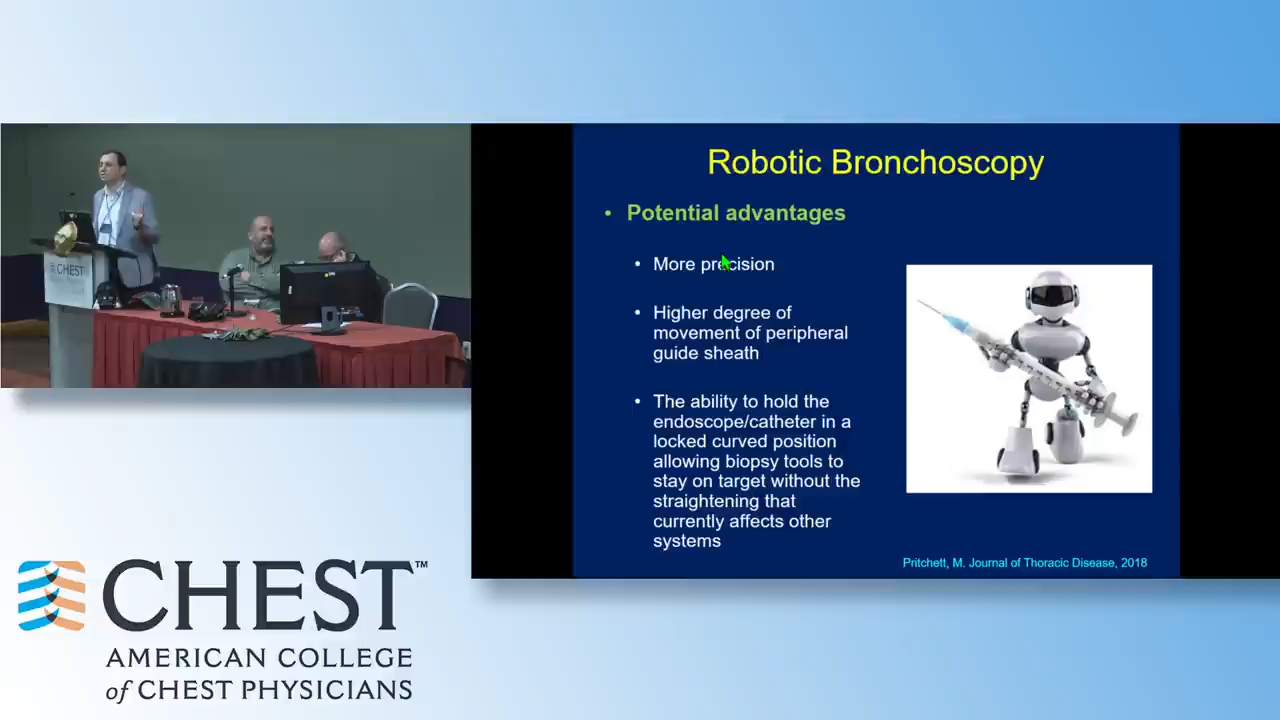 CHEST
Robotic Bronchoscopy
• Potential advantages
• More precision
• Higher degree of
movement of peripheral
guide sheath
• The ability to hold the
endoscope/catheter in a
locked curved position
allowing biopsy tools to
stay on target without the
straightening that
currently affects other
systems
Pritchett, M. Journal of Thoracic Disease, 2018
CHEST™
AMERICAN COLLEGE
of CHEST PHYSICIANS